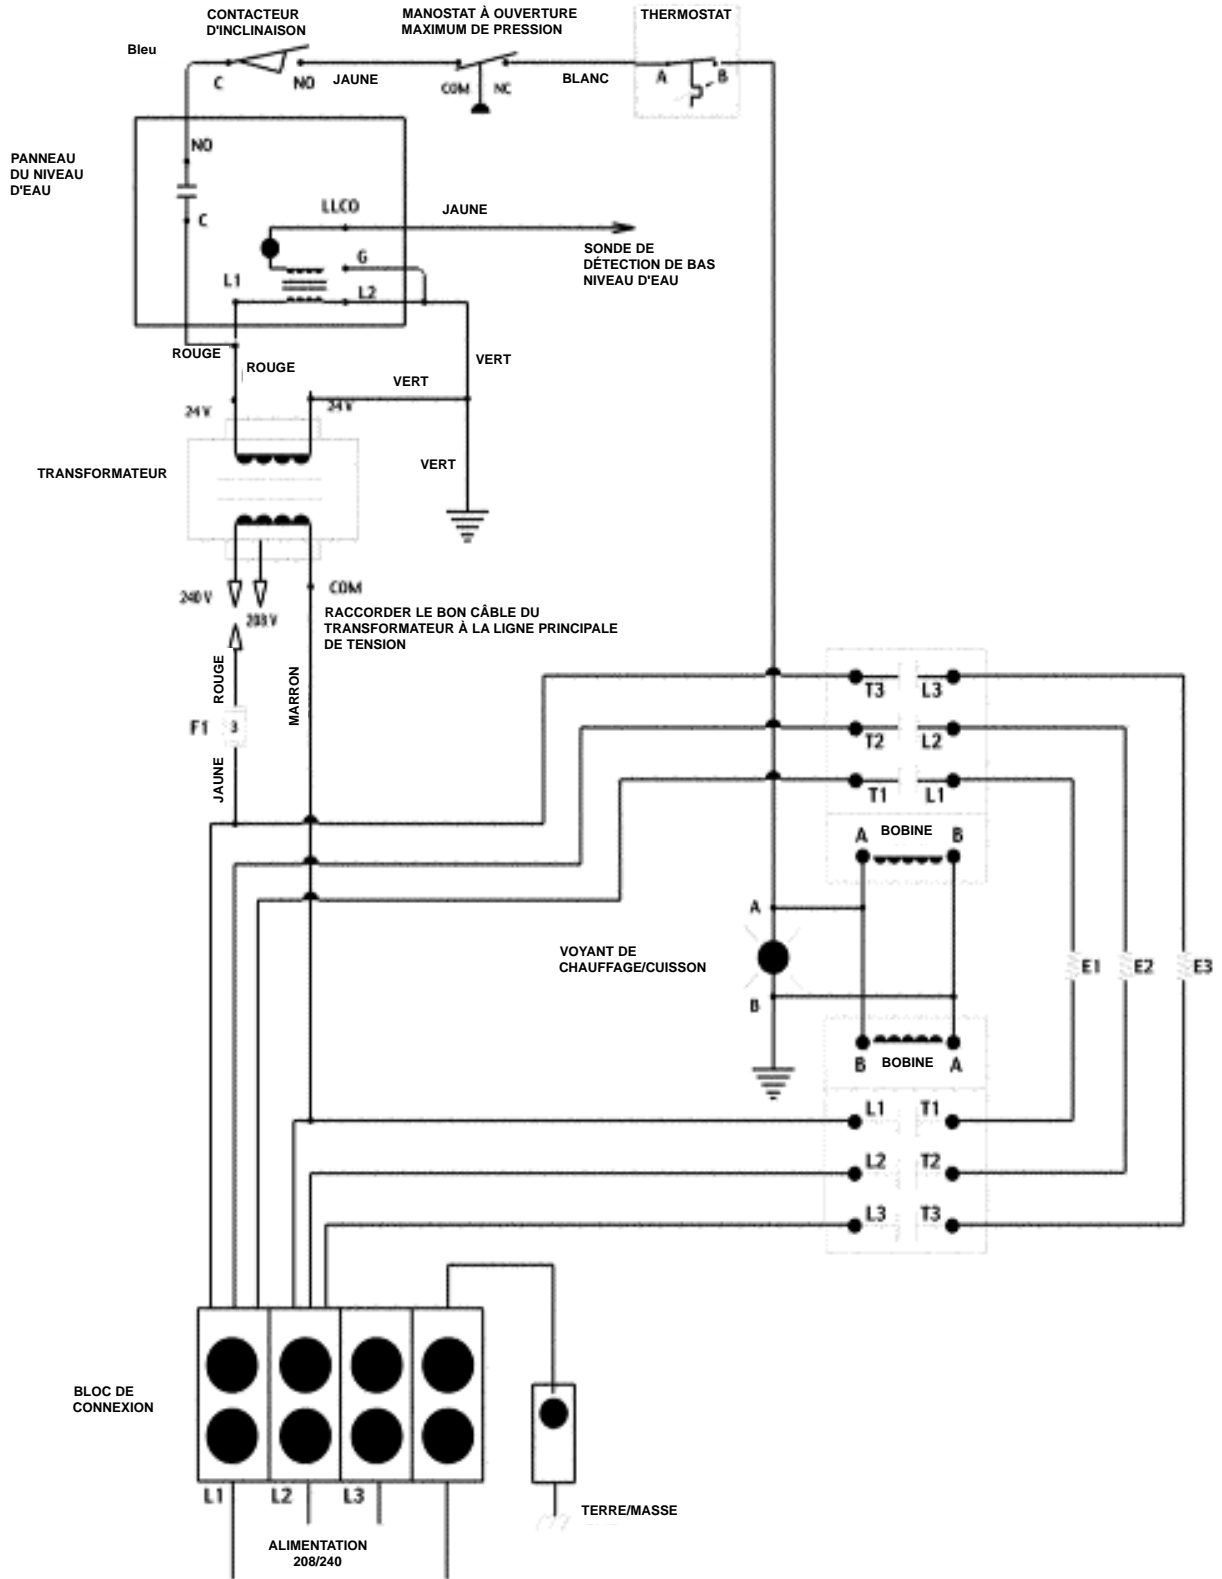 CONTACTEUR
D'INCLINAISON
MANOSTAT À OUVERTURE
MAXIMUM DE PRESSION
THERMOSTAT
Bleu
C
NO
JAUNE
COM
NC
BLANC
A
B
PANNEAU
DU NIVEAU
D'EAU
NO
C
LLCO
JAUNE
SONDE DE
DÉTECTION DE BAS
NIVEAU D'EAU
G
L1
L2
ROUGE
ROUGE
VERT
VERT
24 V
24 V
VERT
TRANSFORMATEUR
240 V
208 V
COM
RACCORDER LE BON CÂBLE DU
TRANSFORMATEUR À LA LIGNE PRINCIPALE
DE TENSION
ROUGE
MARRON
F1
3
JAUNE
T3
L3
T2
L2
T1
L1
A
BOBINE
B
A
VOYANT DE
CHAUFFAGE/CUISSON
B
E1
E2
E3
B
BOBINE
A
L1
T1
L2
T2
L3
T3
BLOC DE
CONNEXION
L1
L2
L3
TERRE/MASSE
ALIMENTATION
208/240